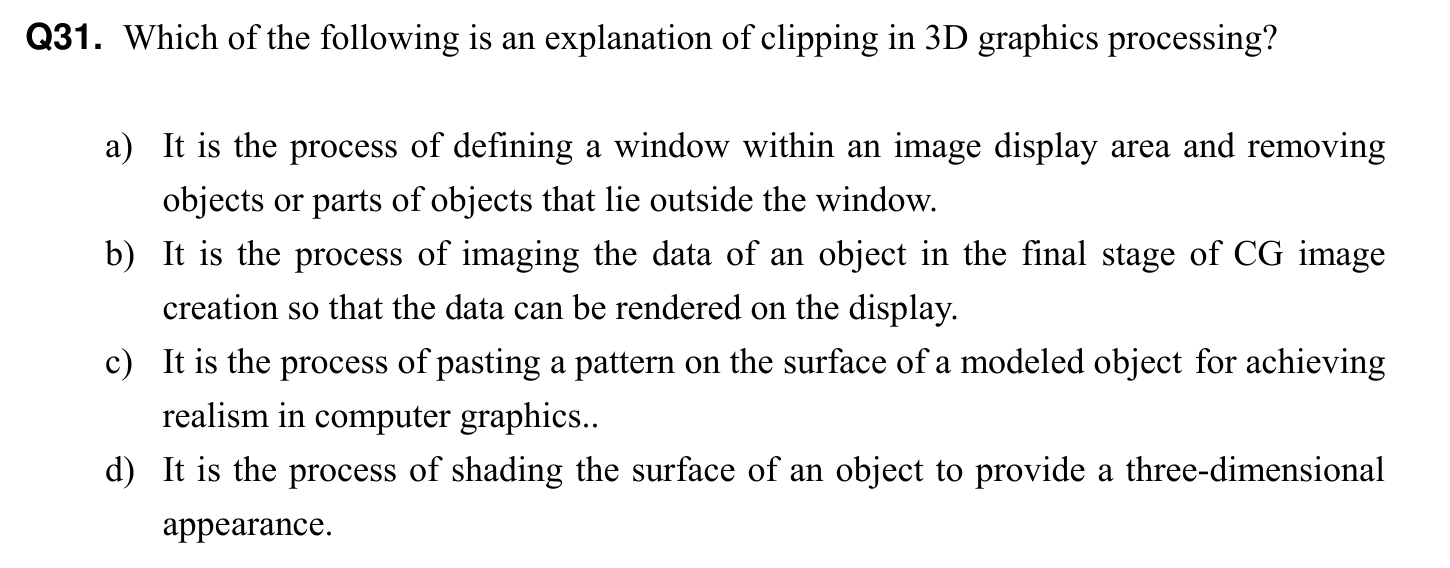 Q31. Which of the following is an explanation of clipping in 3D graphics processing?
a) It is the process of defining a window within an image display area and removing
objects or parts of objects that lie outside the window.
b) It is the process of imaging the data of an object in the final stage of CG image
creation so that the data can be rendered on the display.
c) It is the process of pasting a pattern on the surface of a modeled object for achieving
realism in computer graphics..
d) It is the process of shading the surface of an object to provide a three-dimensional
appearance.